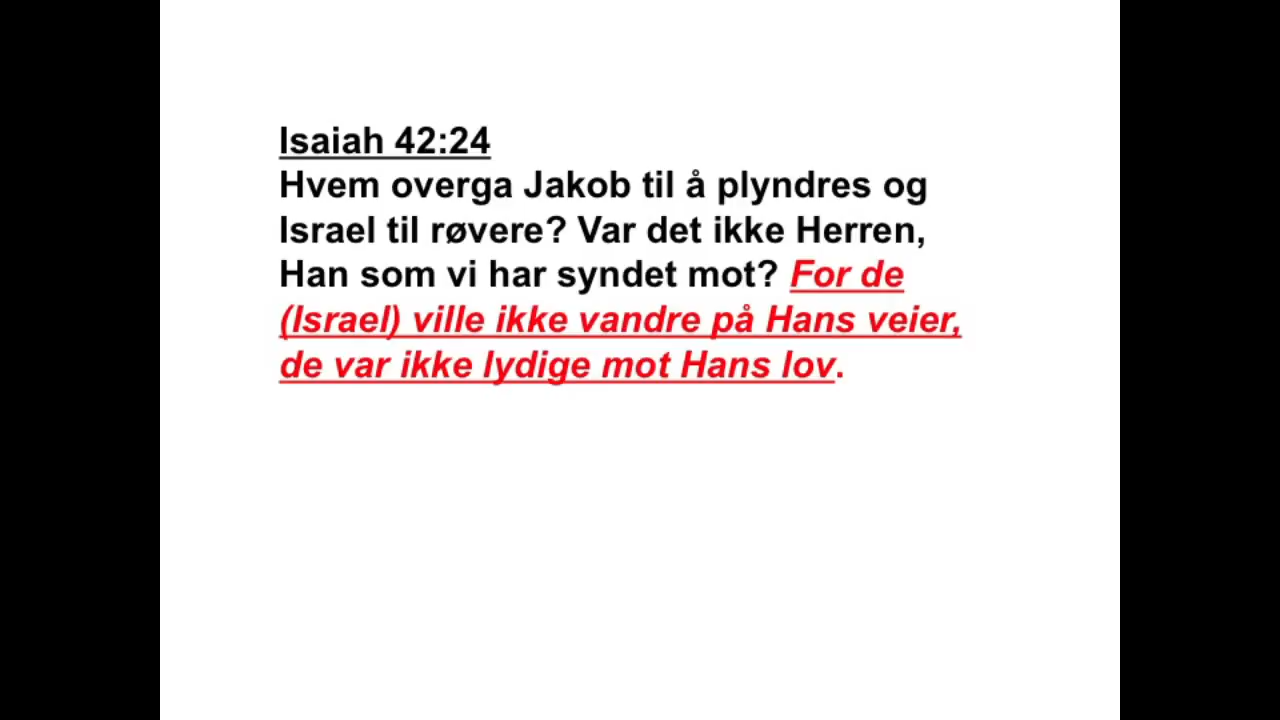 Isaiah 42:24
Hvem overga Jakob til å plyndres og
Israel til røvere? Var det ikke Herren,
Han som vi har syndet mot? For de
(Israel) ville ikke vandre på Hans veier,
de var ikke lydige mot Hans lov.